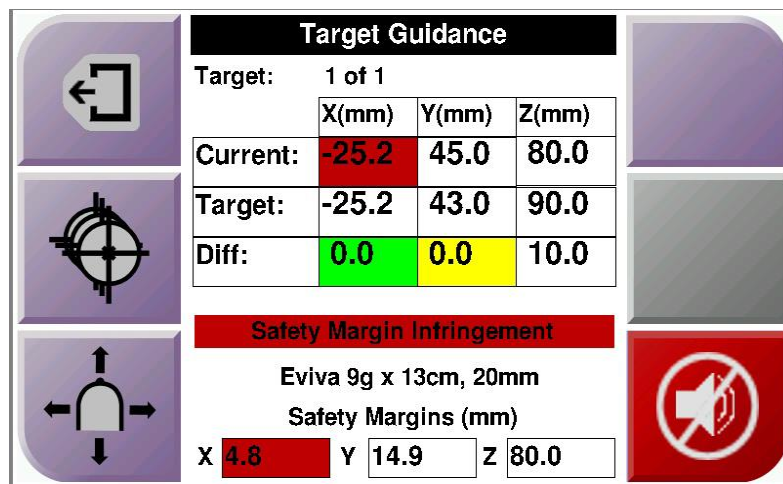 Target Guidance
Target: 1 of 1
X(mm) Y(mm) Z(mm)
Current: -25.2 45.0 80.0
Target: -25.2 43.0 90.0
Diff: 0.0 0.0 10.0
Safety Margin Infringement
Eviva 9g x 13cm, 20mm
Safety Margins (mm)
X 4.8 Y 14.9 Z 80.0